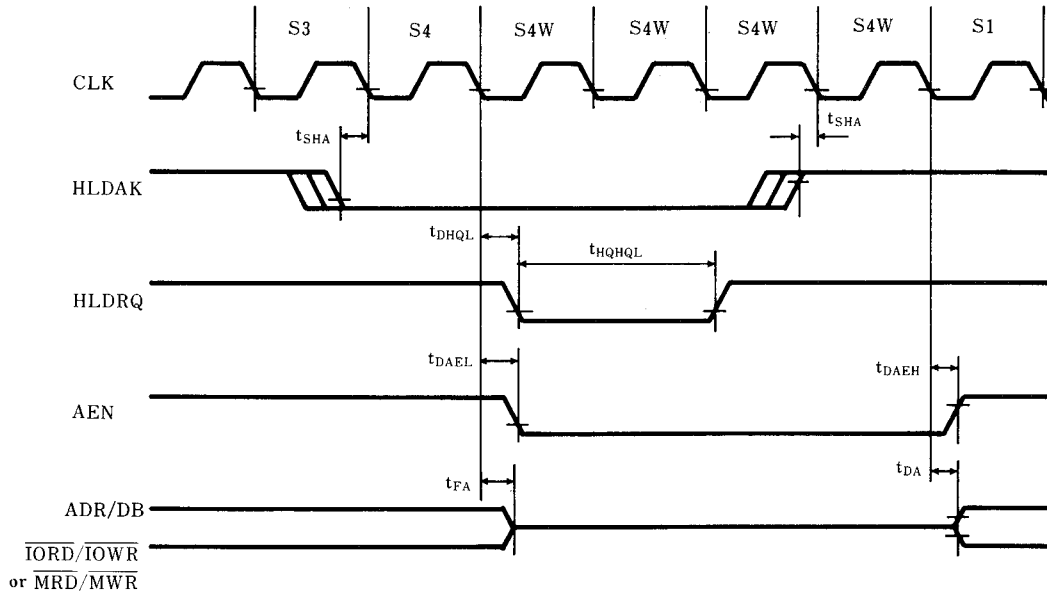 S3 S4 S4W S4W S4W S4W S1
CLK
tSHA tSHA
HLDAK
tDHQL tHQHQL
HLDRQ
tDAEL tDAEH
AEN
tFA tDA
ADR/DB
IORD/IOWR
or MRD/MWR